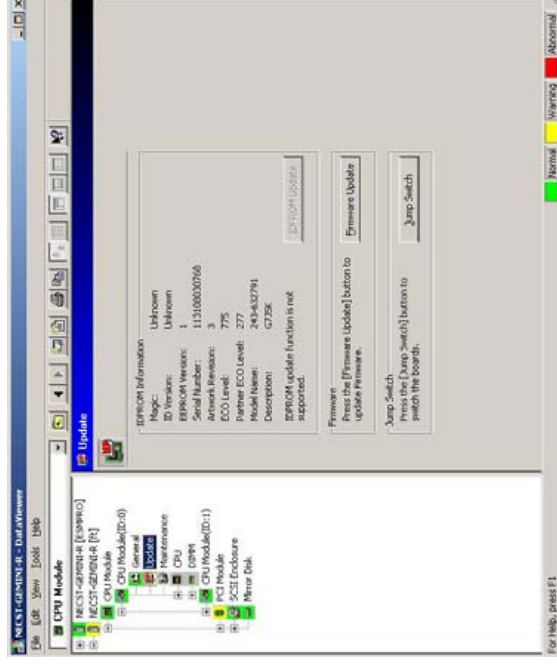 NECST-GEMINI-R - DataViewer
File Edit View Tools Help
CPU Module
NECST-GEMINI-R [ESMPRO]
NECST-GEMINI-R [ft]
CPU Module
CPU Module(ID:0)
General
Update
Maintenance
CPU
DIMM
CPU Module(ID:1)
PCI Module
SCSI Enclosure
Mirror Disk
Update
IDPROM Information
Magic: Unknown
ID Version: Unknown
EEPROM Version: 1
Serial Number: 113100030768
Artwork Revision: 3
ECO Level: 775
Partner ECO Level: 277
Model Name: 243-632791
Description: G7JSK
IDPROM update function is not
supported.
IDPROM Update
Firmware
Press the [Firmware Update] button to
update Firmware.
Firmware Update
Jump Switch
Press the [Jump Switch] button to
switch the boards.
Jump Switch
For Help, press F1
Normal
Warning
Abnormal